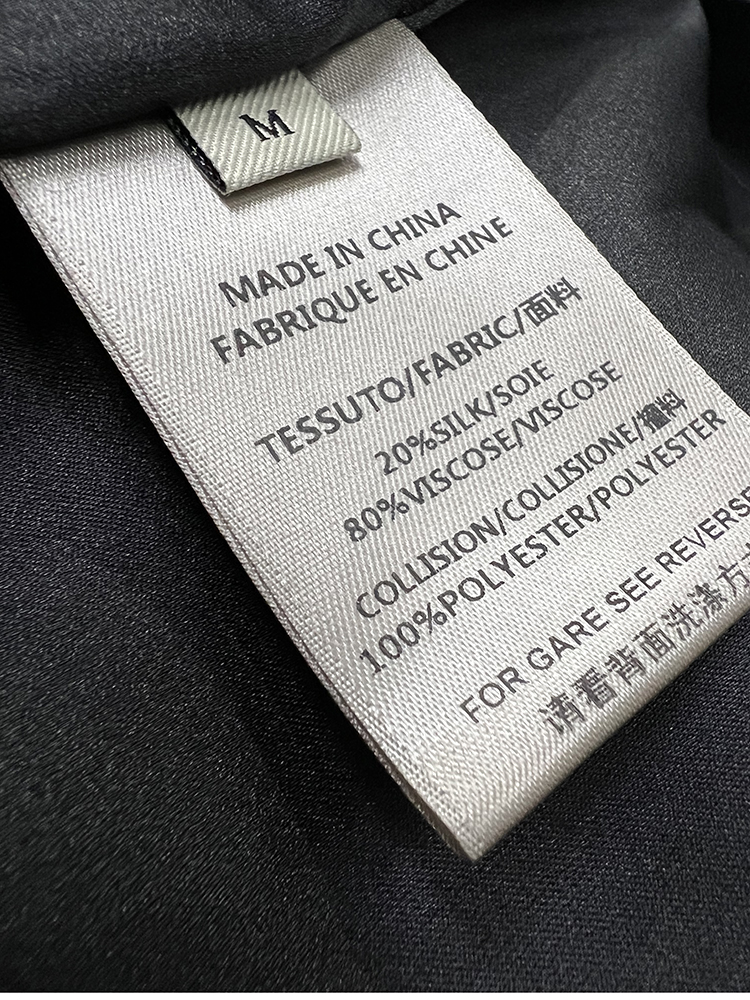 M
MADE IN CHINA
FABRIQUE EN CHINE
TESSUTO/FABRIC/面料
20%SILK/SOIE
80%VISCOSE/VISCOSE
COLLISION/COLLISIONE/撞料
100%POLYESTER/POLYESTER
FOR GARE SEE REVERSE
请看背面洗涤方